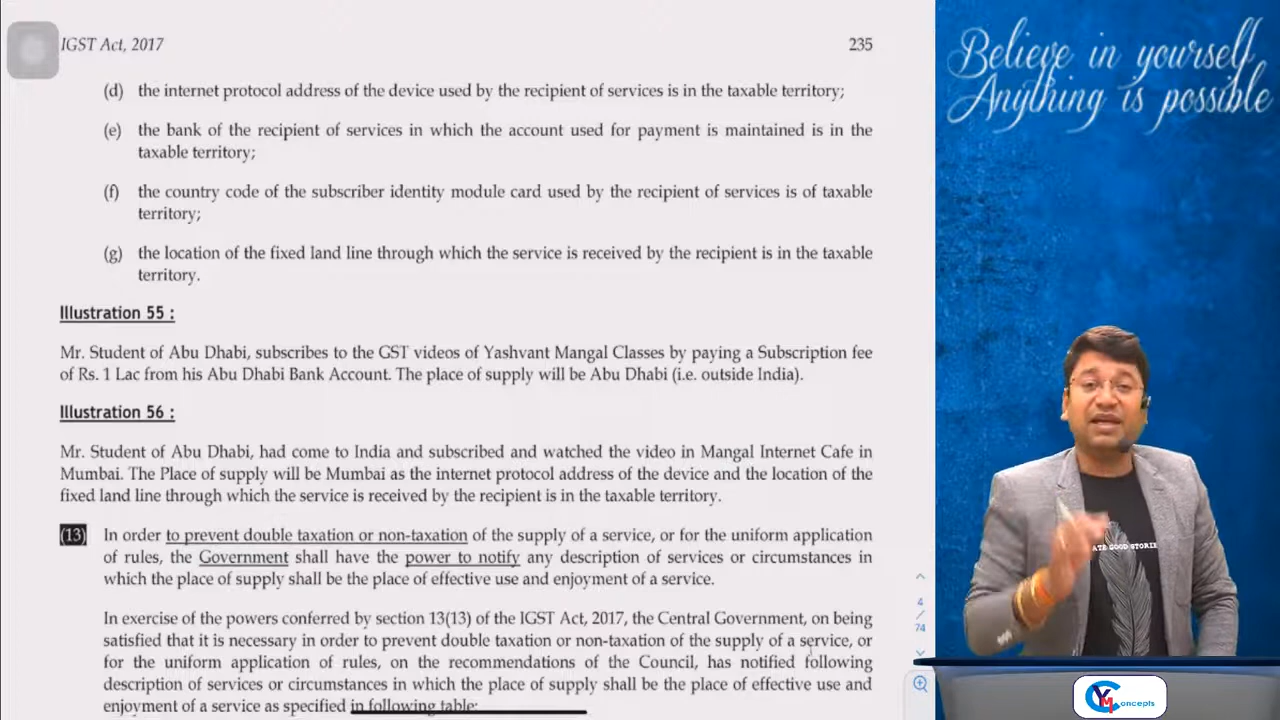 IGST Act, 2017
235
(d) the internet protocol address of the device used by the recipient of services is in the taxable territory;
(e) the bank of the recipient of services in which the account used for payment is maintained is in the
taxable territory;
(f) the country code of the subscriber identity module card used by the recipient of services is of taxable
territory;
(g) the location of the fixed land line through which the service is received by the recipient is in the taxable
territory.
Illustration 55 :
Mr. Student of Abu Dhabi, subscribes to the GST videos of Yashvant Mangal Classes by paying a Subscription fee
of Rs. 1 Lac from his Abu Dhabi Bank Account. The place of supply will be Abu Dhabi (i.e. outside India).
Illustration 56 :
Mr. Student of Abu Dhabi, had come to India and subscribed and watched the video in Mangal Internet Cafe in
Mumbai. The Place of supply will be Mumbai as the internet protocol address of the device and the location of the
fixed land line through which the service is received by the recipient is in the taxable territory.
(13) In order to prevent double taxation or non-taxation of the supply of a service, or for the uniform application
of rules, the Government shall have the power to notify any description of services or circumstances in
which the place of supply shall be the place of effective use and enjoyment of a service.
In exercise of the powers conferred by section 13(13) of the IGST Act, 2017, the Central Government, on being
satisfied that it is necessary in order to prevent double taxation or non-taxation of the supply of a service, or
for the uniform application of rules, on the recommendations of the Council, has notified following
description of services or circumstances in which the place of supply shall be the place of effective use and
enjoyment of a service as specified in following table:
4
/
74
Believe in yourself
Anything is possible
ATE GOOD STORIE
YM
Concepts